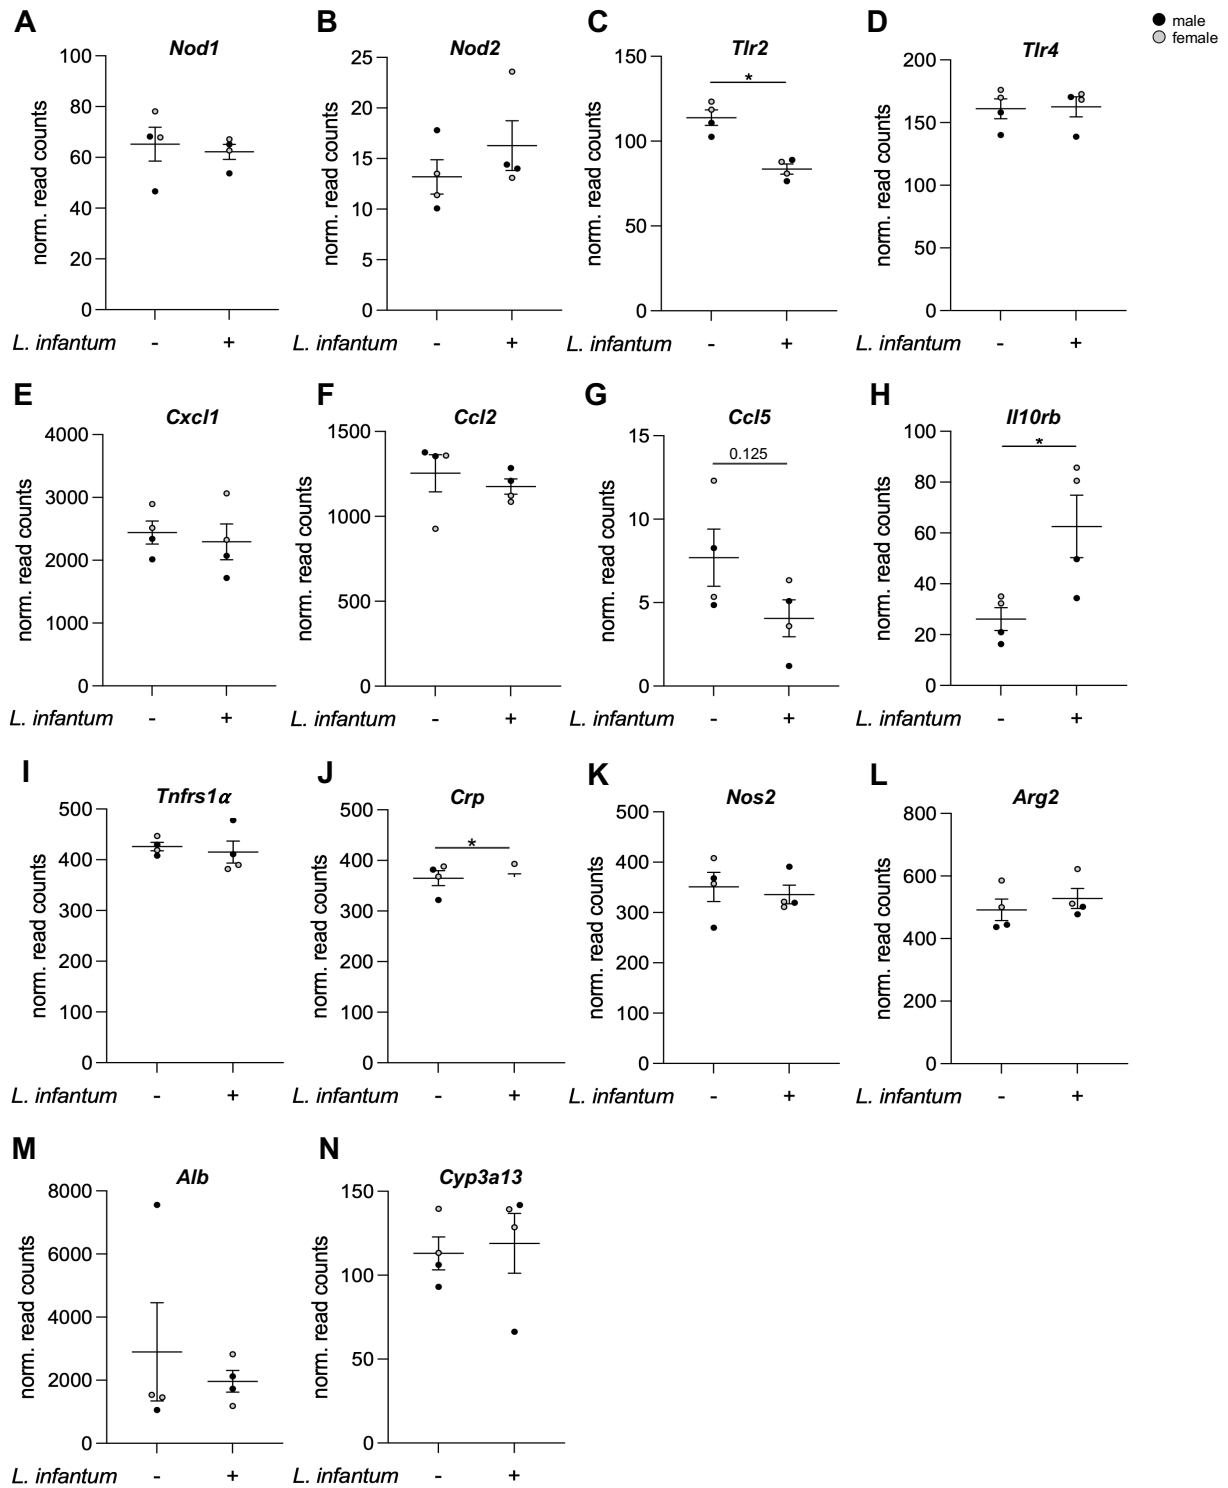 A
Nod1
norm. read counts
100
80
60
40
20
0
L. infantum - +
B
Nod2
norm. read counts
25
20
15
10
5
0
- +
C
Tlr2
norm. read counts
150
100
50
0
*
L. infantum - +
D
Tlr4
norm. read counts
200
150
100
50
0
- +
male
female
E
Cxcl1
norm. read counts
4000
3000
2000
1000
0
L. infantum - +
F
Ccl2
norm. read counts
1500
1000
500
0
L. infantum - +
G
Ccl5
norm. read counts
15
10
5
0
0.125
L. infantum - +
H
Il10rb
norm. read counts
100
80
60
40
20
0
*
- +
I
Tnfrs1α
norm. read counts
500
400
300
200
100
0
L. infantum - +
J
Crp
norm. read counts
500
400
300
200
100
0
*
L. infantum - +
K
Nos2
norm. read counts
500
400
300
200
100
0
L. infantum - +
L
Arg2
norm. read counts
800
600
400
200
0
L. infantum - +
M
Alb
norm. read counts
8000
6000
4000
2000
0
L. infantum - +
N
Cyp3a13
norm. read counts
150
100
50
0
L. infantum - +